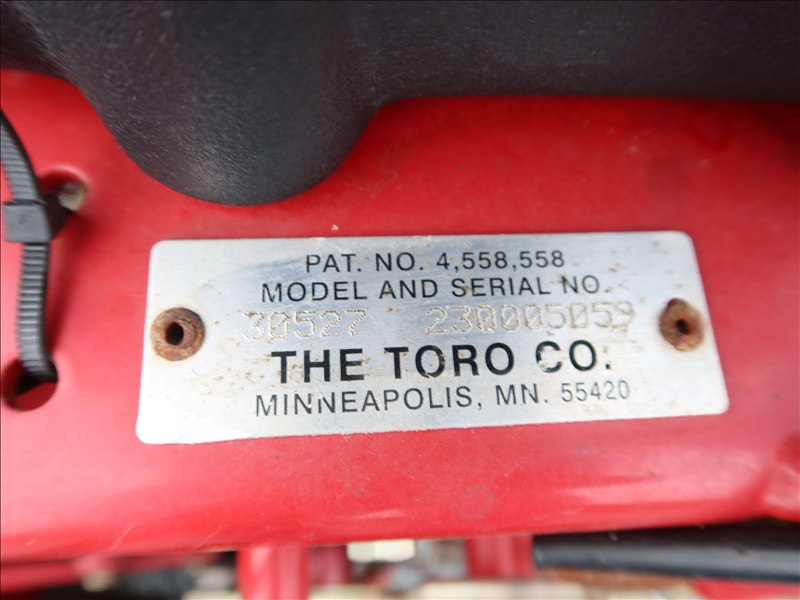 PAT. NO. 4,558,558
MODEL AND SERIAL NO.
30527 230005059
THE TORO CO.
MINNEAPOLIS, MN. 55420